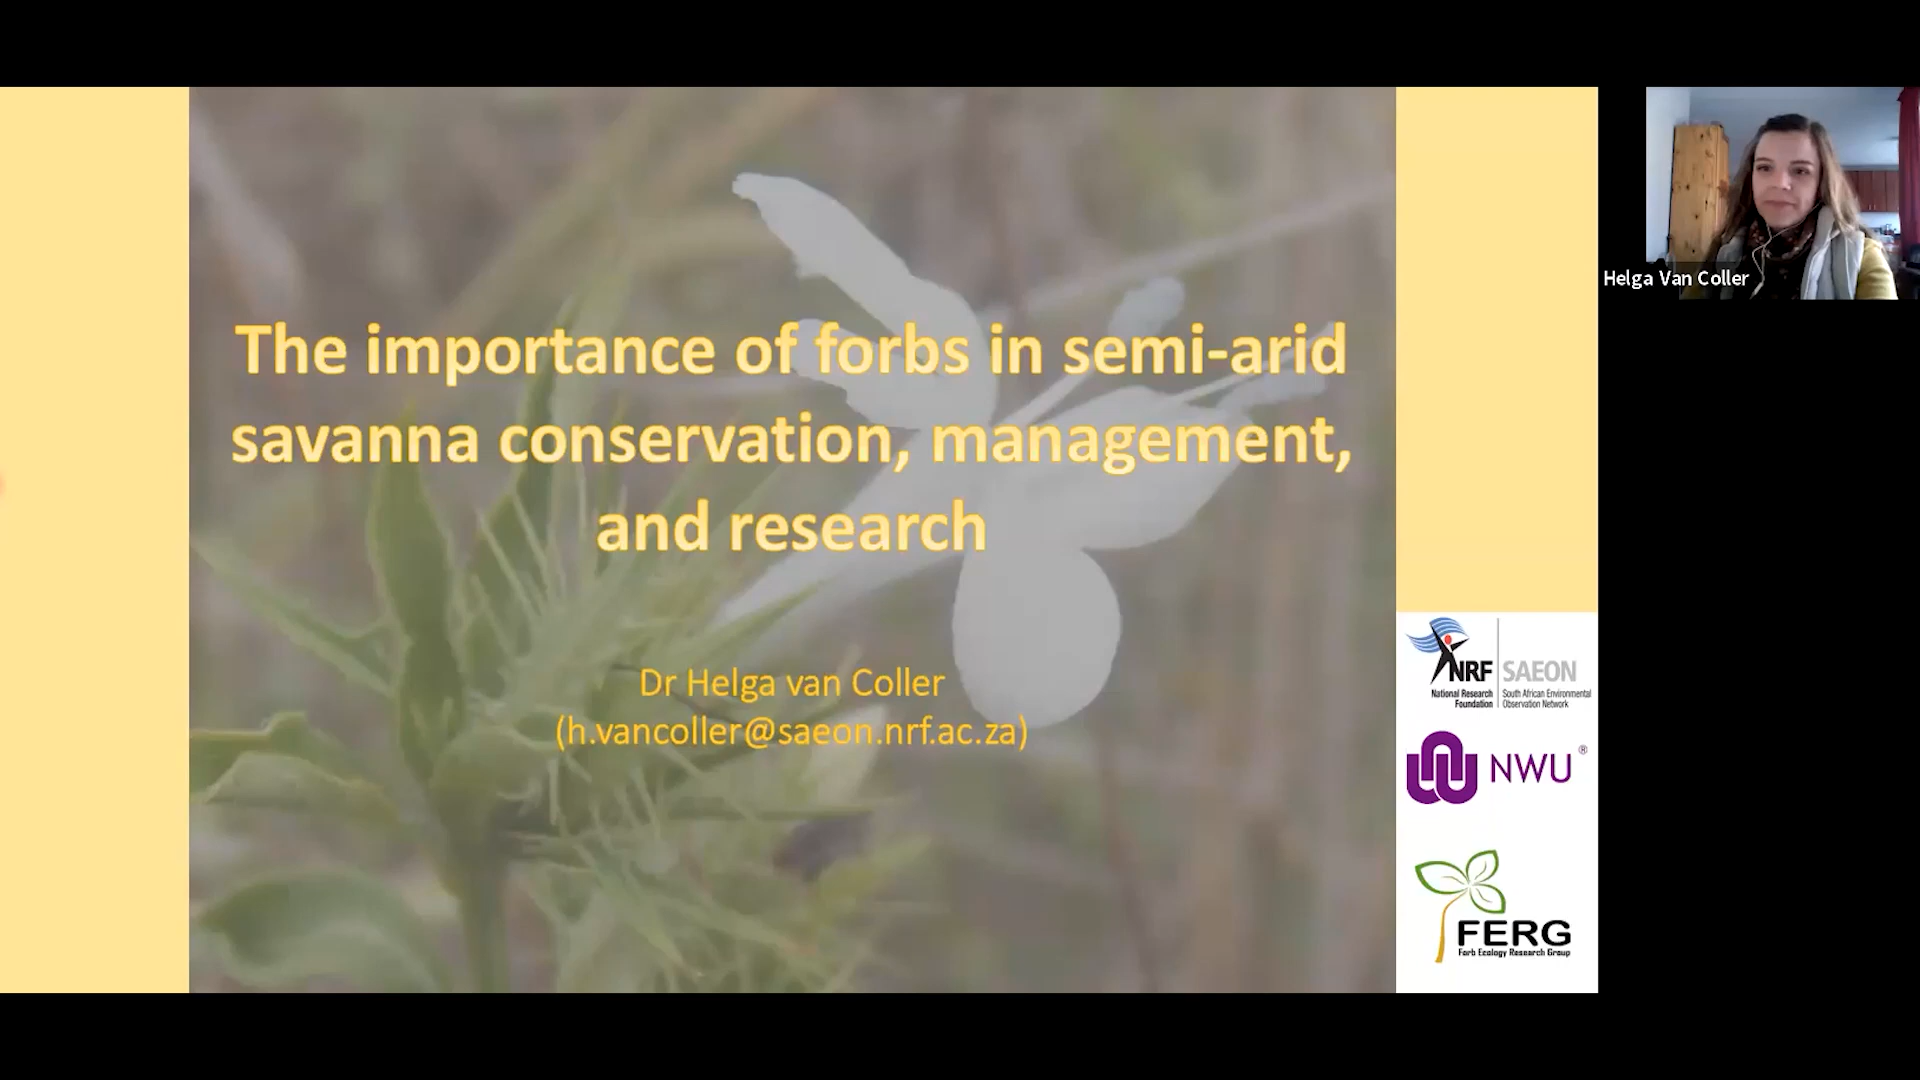 The importance of forbs in semi-arid
savanna conservation, management,
and research
Dr Helga van Coller
(h.vancoller@saeon.nrf.ac.za)
Helga Van Coller
NRF
National Research
Foundation
SAEON
South African Environmental
Observation Network
NWU®
FERG
Forb Ecology Research Group